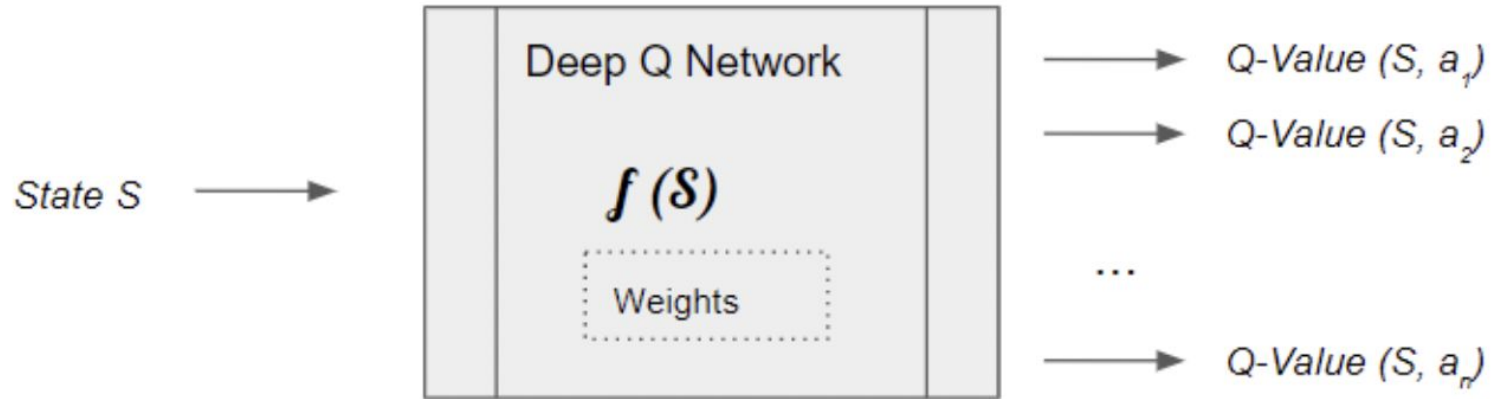 Deep Q Network
State S
f (S)
Weights
Q-Value (S, a₁)
Q-Value (S, a₂)
...
Q-Value (S, aₙ)